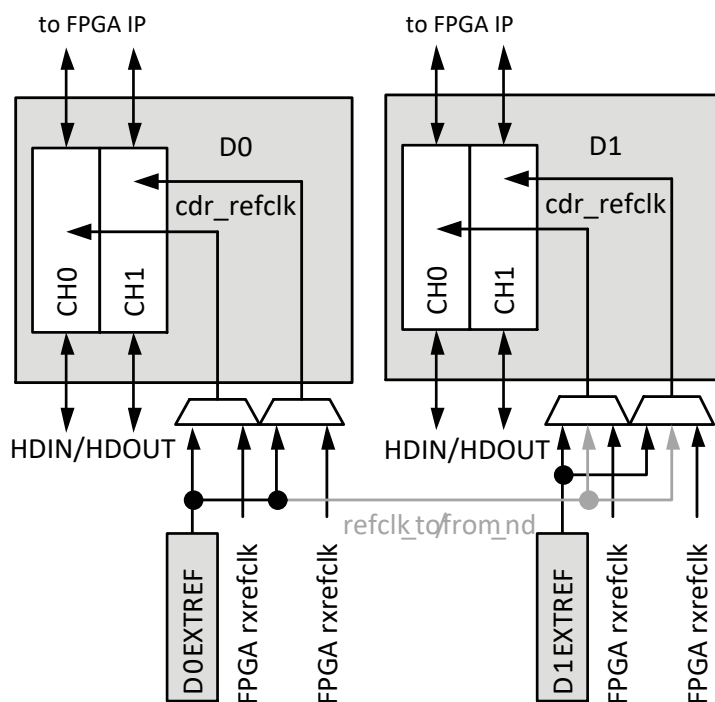 to FPGA IP
to FPGA IP
D0
D1
cdr_refclk
cdr_refclk
CH0
CH1
CH0
CH1
HDIN/HDOUT
HDIN/HDOUT
refclk_to/from_nd
D0EXTREF
FPGA rxrefclk
FPGA rxrefclk
D1EXTREF
FPGA rxrefclk
FPGA rxrefclk